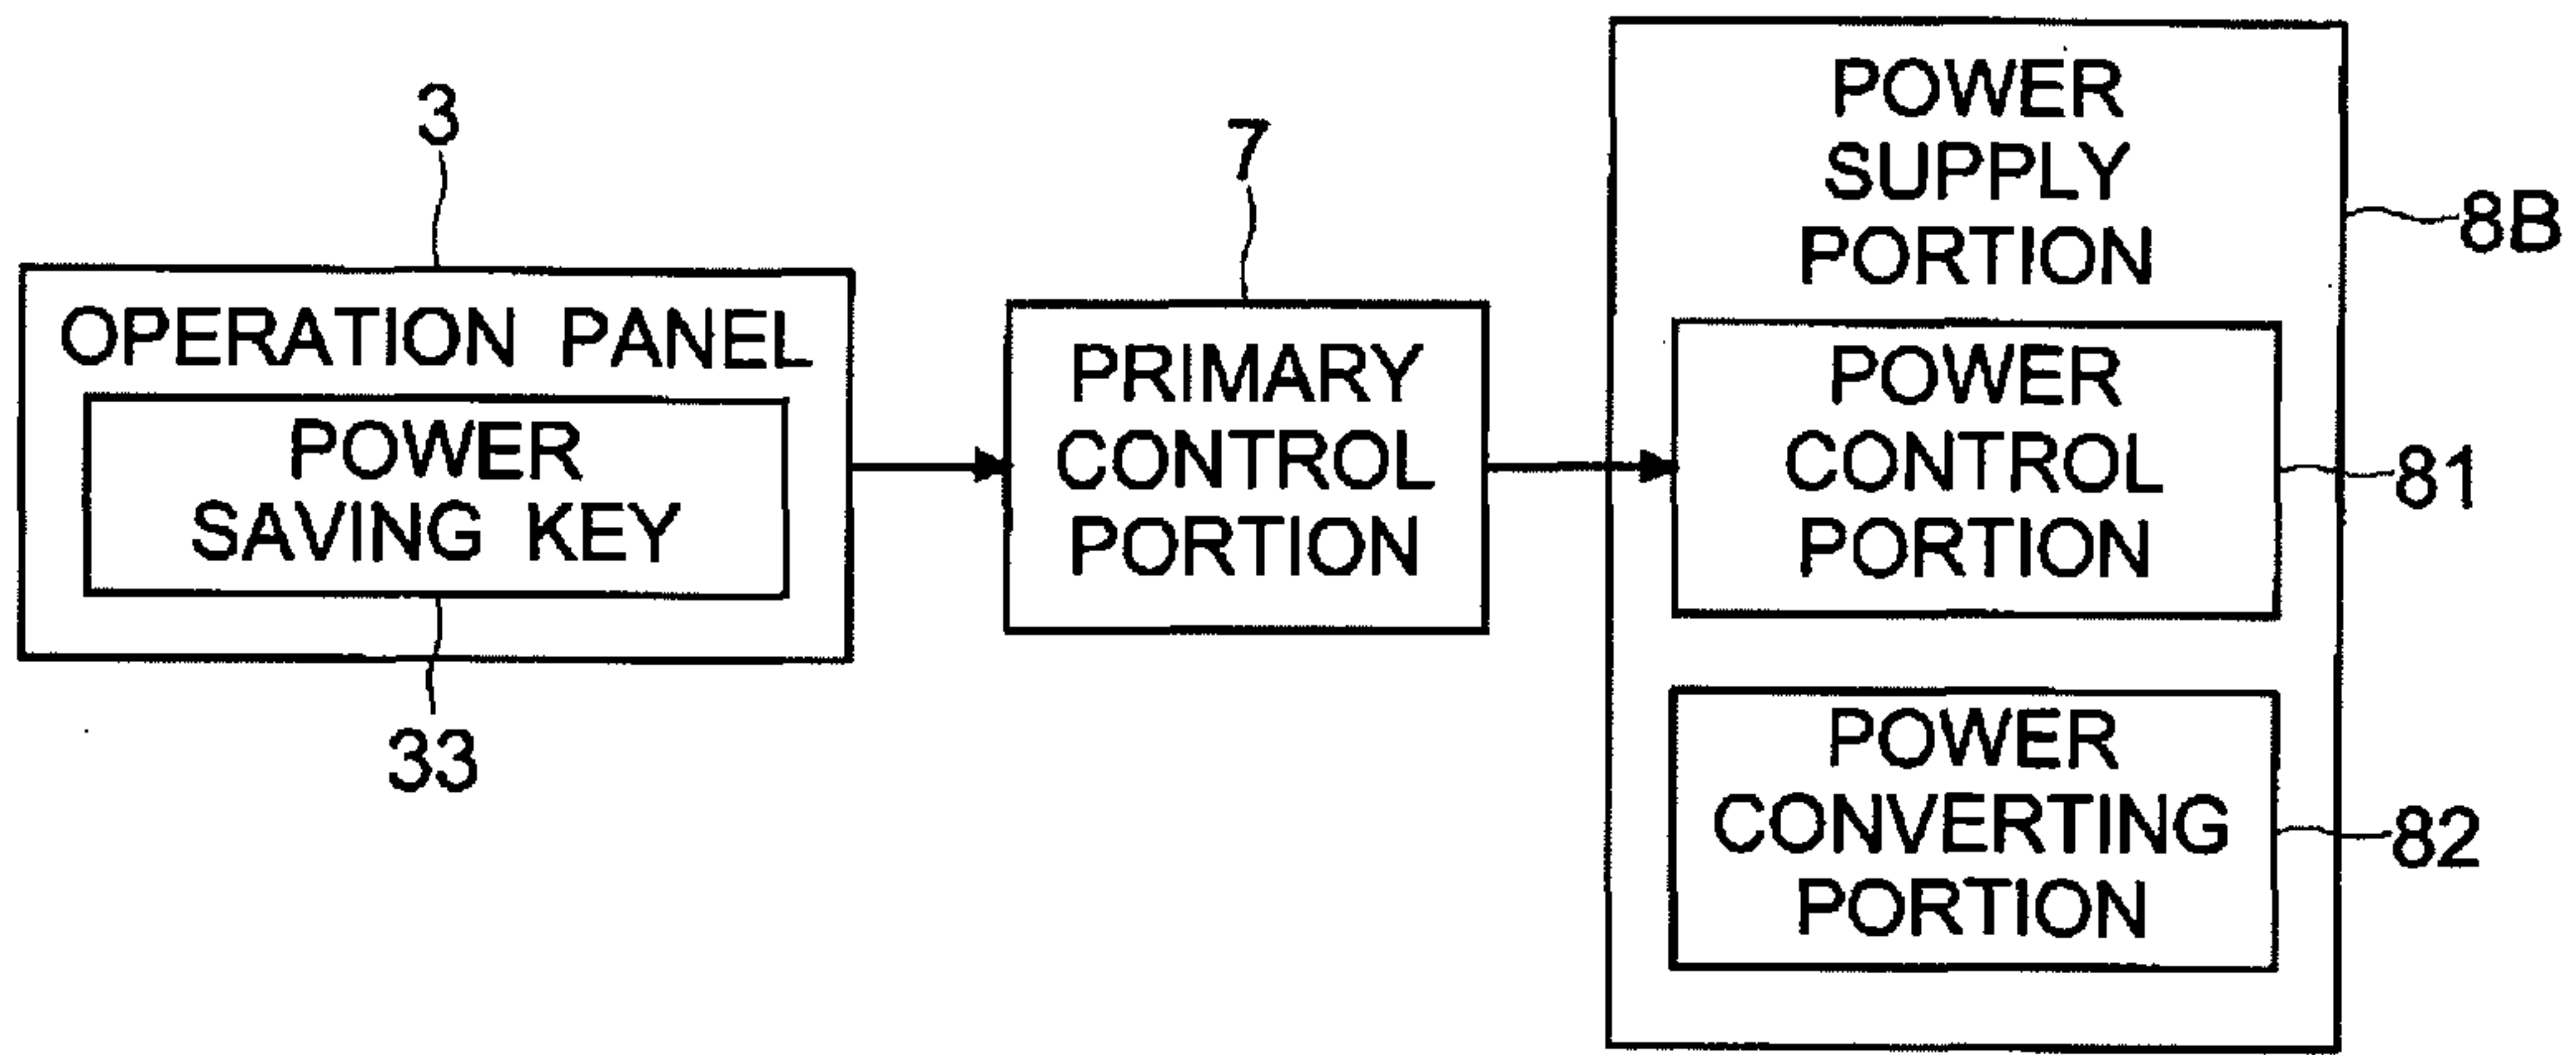 3
OPERATION PANEL
POWER
SAVING KEY
33
7
PRIMARY
CONTROL
PORTION
POWER
SUPPLY
PORTION
8B
POWER
CONTROL
PORTION
81
POWER
CONVERTING
PORTION
82